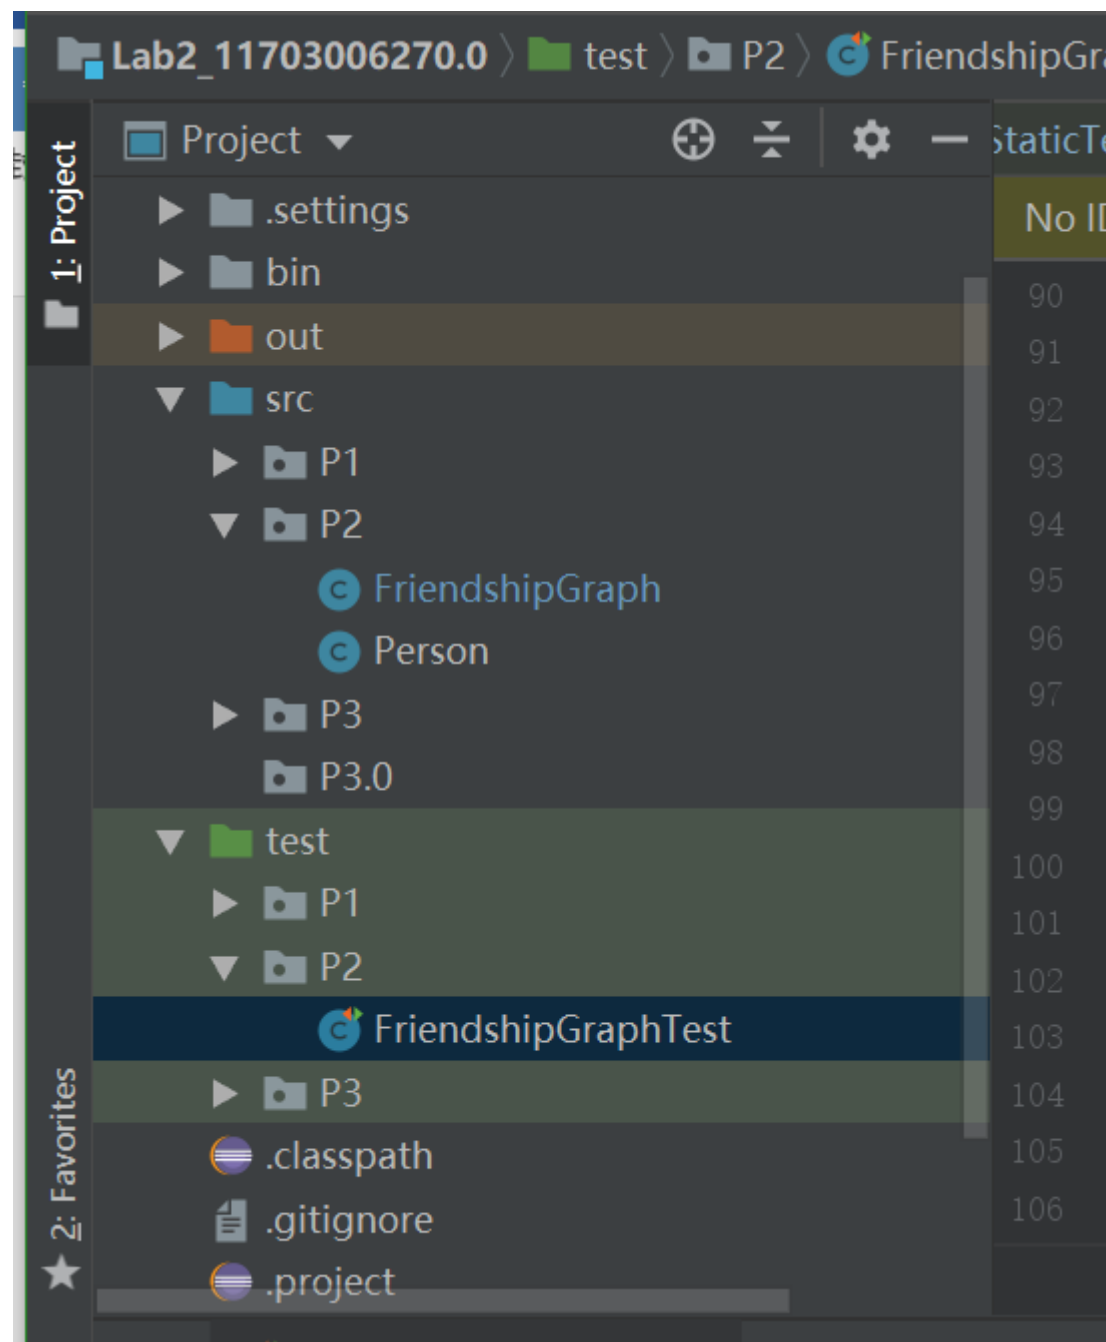 Lab2_11703006270.0 test P2 FriendshipGra
Project
StaticTe
1: Project
.settings
No ID
bin
90
out
91
src
92
P1
93
P2
94
FriendshipGraph
95
Person
96
97
P3
98
P3.0
99
test
100
P1
101
P2
102
FriendshipGraphTest
103
P3
104
.classpath
105
.gitignore
106
.project
2: Favorites